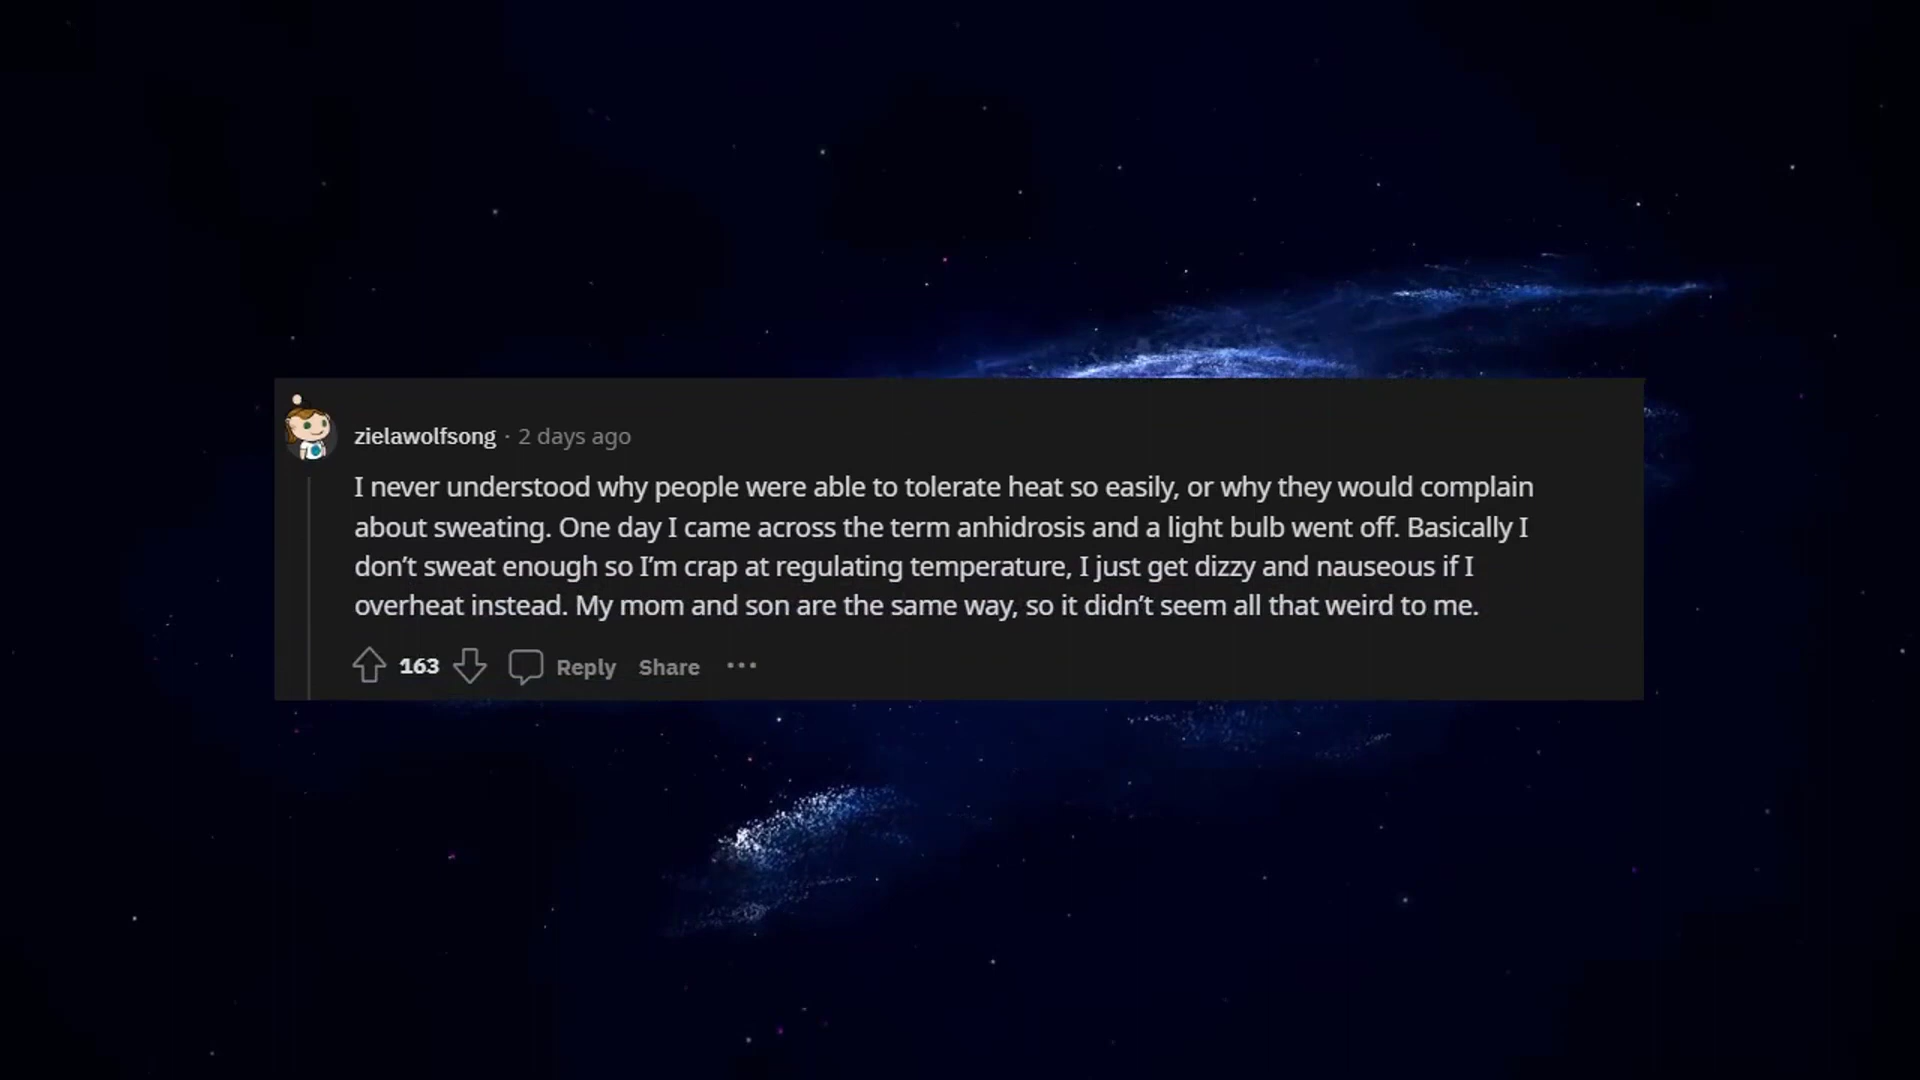 zielawolfsong · 2 days ago
I never understood why people were able to tolerate heat so easily, or why they would complain
about sweating. One day I came across the term anhidrosis and a light bulb went off. Basically I
don’t sweat enough so I’m crap at regulating temperature, I just get dizzy and nauseous if I
overheat instead. My mom and son are the same way, so it didn’t seem all that weird to me.
163 Reply Share ···